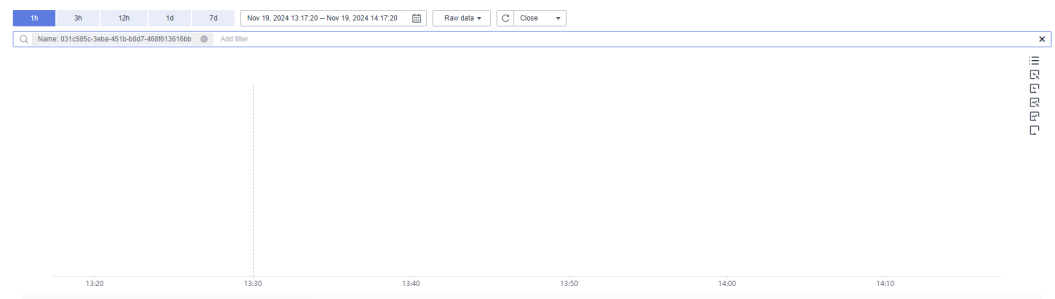 1h 3h 12h 1d 7d Nov 19, 2024 13:17:20 – Nov 19, 2024 14:17:20 Raw data Close
Name: 031c585c-3eba-451b-b8d7-468f613616bb Add filter
13:20 13:30 13:40 13:50 14:00 14:10